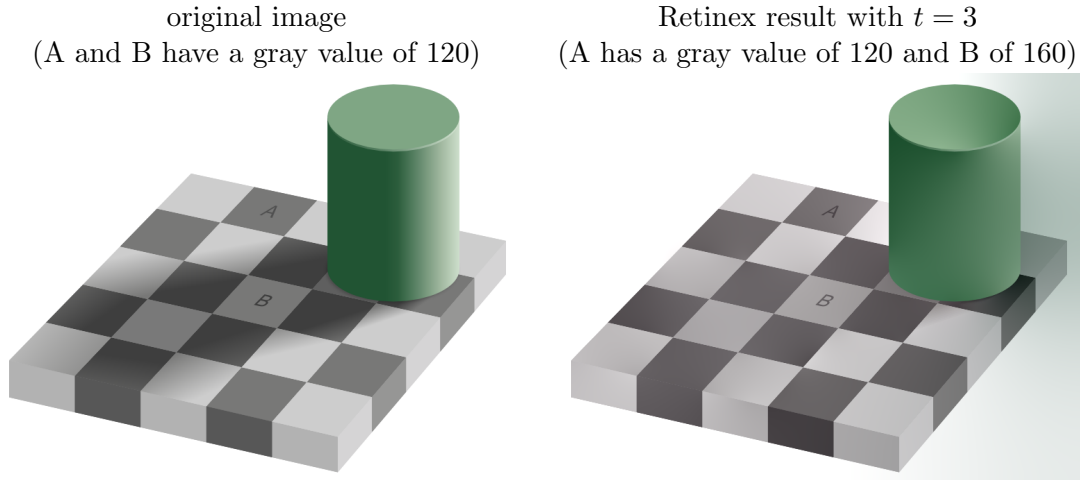 original image
(A and B have a gray value of 120)
Retinex result with t = 3
(A has a gray value of 120 and B of 160)
A
B
A
B